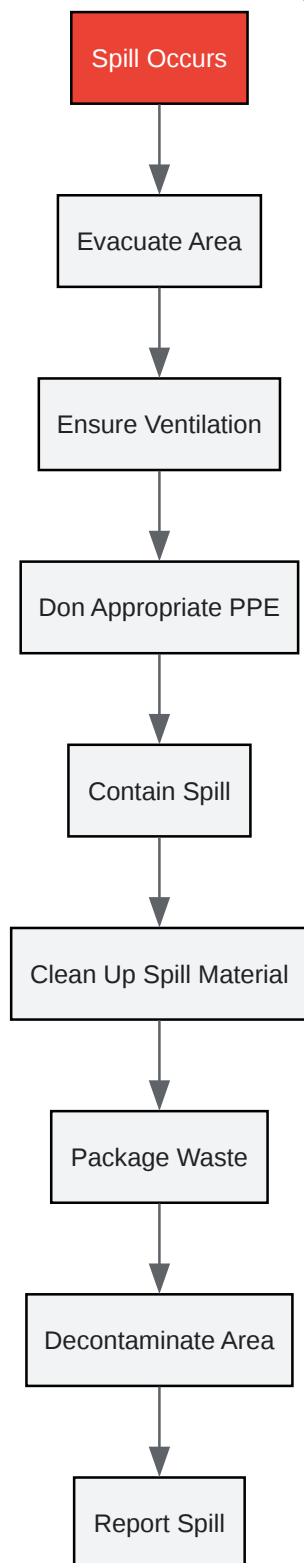 Spill Occurs
Evacuate Area
Ensure Ventilation
Don Appropriate PPE
Contain Spill
Clean Up Spill Material
Package Waste
Decontaminate Area
Report Spill